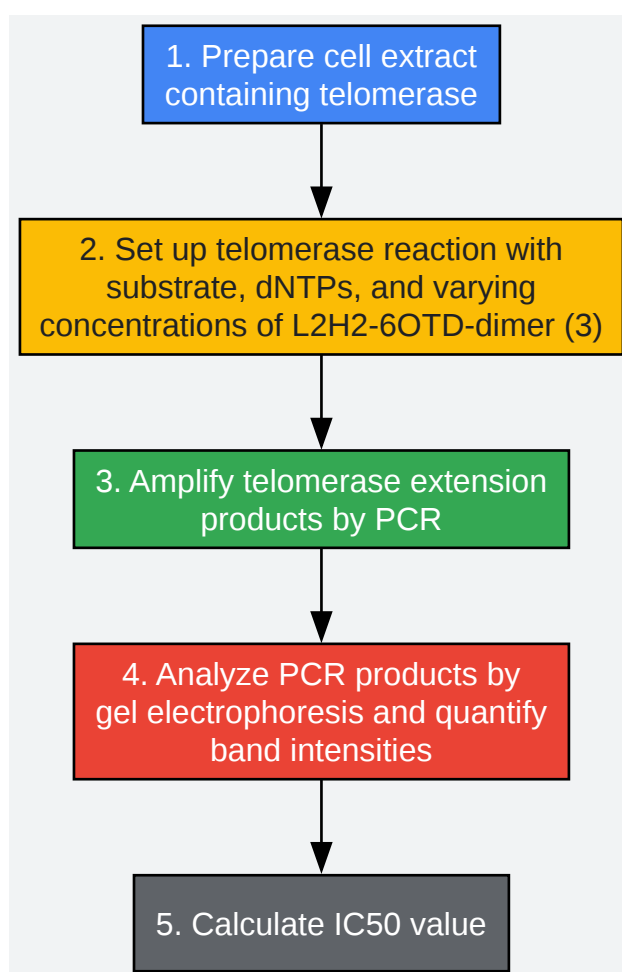 1. Prepare cell extract
containing telomerase
2. Set up telomerase reaction with
substrate, dNTPs, and varying
concentrations of L2H2-6OTD-dimer (3)
3. Amplify telomerase extension
products by PCR
4. Analyze PCR products by
gel electrophoresis and quantify
band intensities
5. Calculate IC50 value